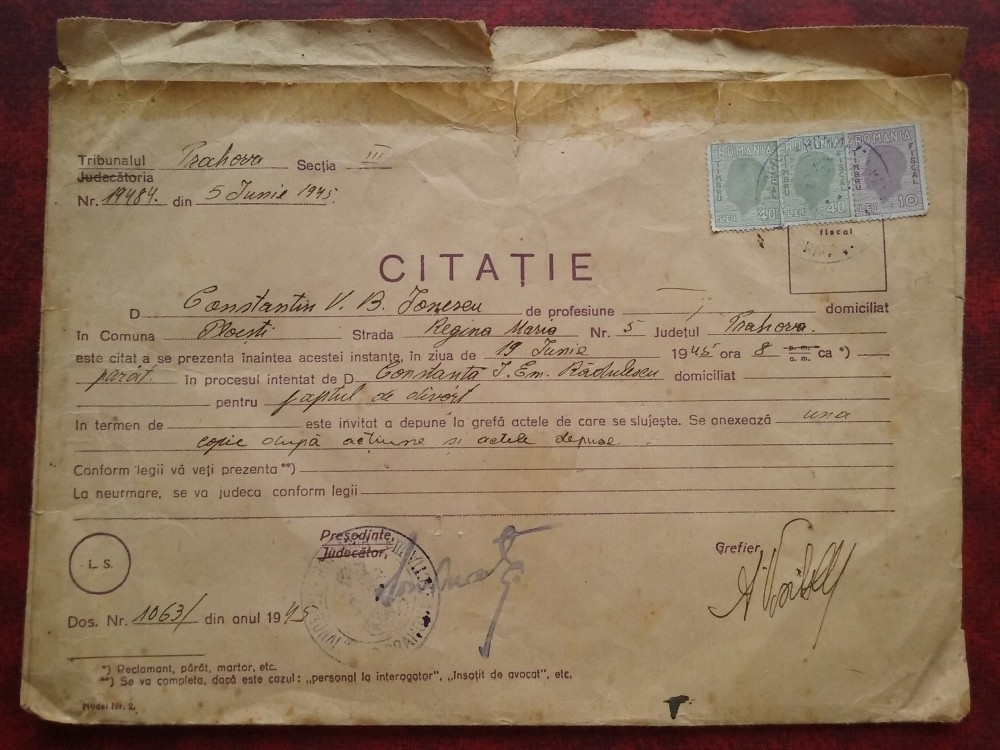 Tribunalul Prahova Secția III
Judecătoria
Nr. 19484. din 5 Iunie 1945.
ROMANIA TIMBRU FISCAL LEI 40
ROMANIA TIMBRU FISCAL LEI 40
ROMANIA TIMBRU FISCAL LEI 10
fiscal
CITAȚIE
D Constantin V. B. Ionescu de profesiune domiciliat
în Comuna Ploești Strada Regina Maria Nr. 5 Județul Prahova.
este citat a se prezenta înaintea acestei instanțe, în ziua de 19 Iunie 1945 ora 8 p. m. a. m. ca *)
pârât în procesul intentat de D Constanta I. Em. Rădulescu domiciliat
pentru faptul de divorț
În termen de este invitat a depune la grefă actele de care se slujește. Se anexează una
copie după acțiune și actele depuse.
Conform legii vă veți prezenta **)
La neurmare, se va judeca conform legii
Președinte,
Judecător,
Grefier,
L. S.
Dos. Nr. 1063/ din anul 1945
*) Reclamant, pârât, martor, etc.
**) Se va completa, dacă este cazul: „personal la interogator”, „însoțit de avocat”, etc.
Model Nr. 2.